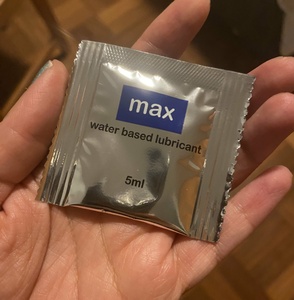 max
water based lubricant
5ml